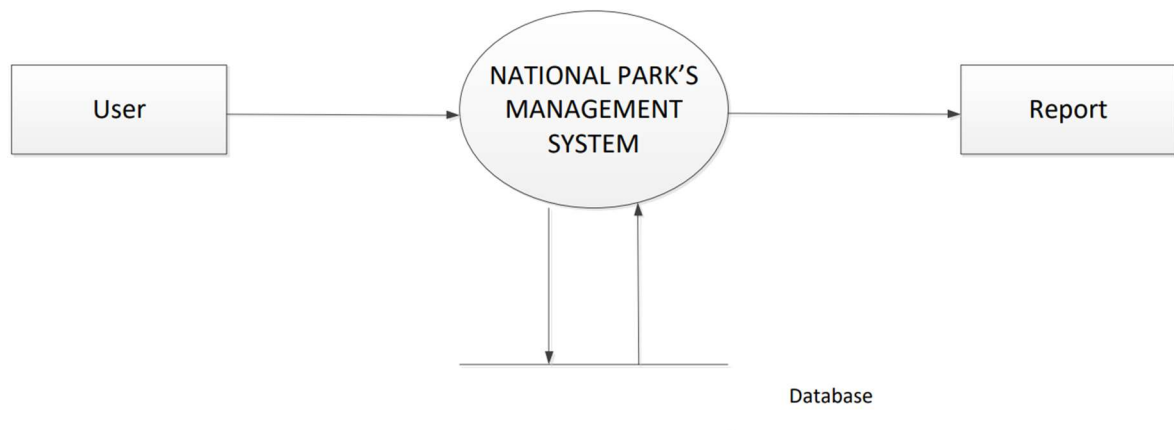 User
NATIONAL PARK'S
MANAGEMENT
SYSTEM
Report
Database